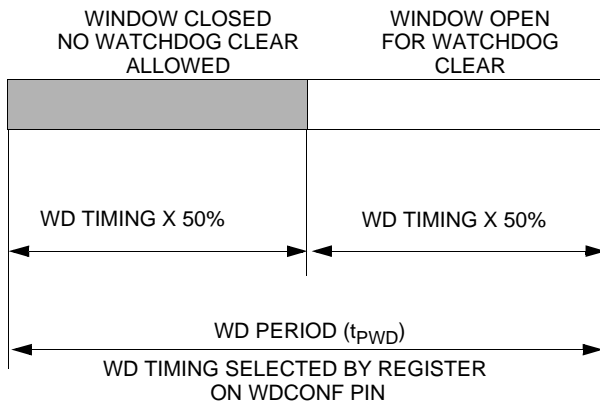 WINDOW CLOSED
NO WATCHDOG CLEAR
ALLOWED
WINDOW OPEN
FOR WATCHDOG
CLEAR
WD TIMING X 50%
WD TIMING X 50%
WD PERIOD (tPWD)
WD TIMING SELECTED BY REGISTER
ON WDCONF PIN